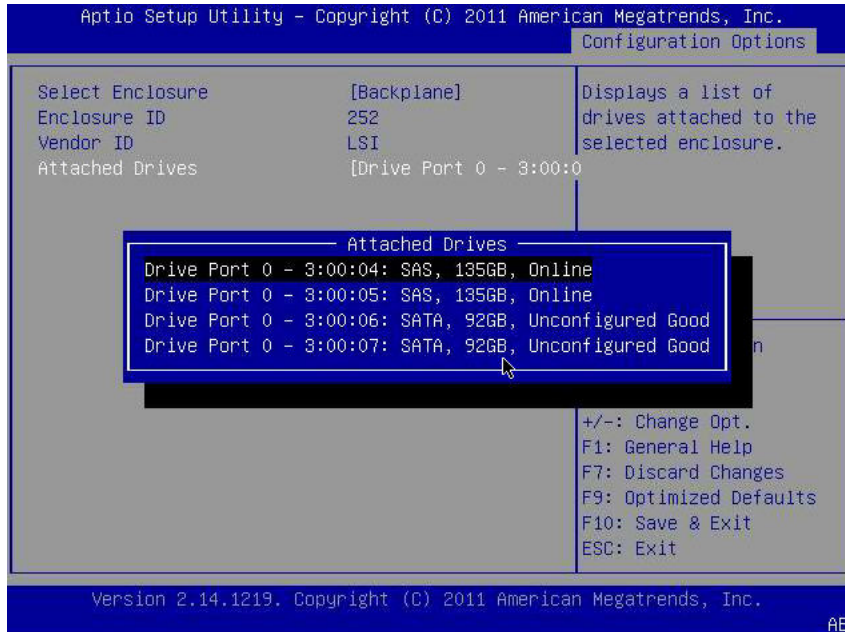 Aptio Setup Utility – Copyright (C) 2011 American Megatrends, Inc.
Configuration Options
Select Enclosure [Backplane]
Enclosure ID 252
Vendor ID LSI
Attached Drives [Drive Port 0 – 3:00:0
Displays a list of
drives attached to the
selected enclosure.
Attached Drives
Drive Port 0 – 3:00:04: SAS, 135GB, Online
Drive Port 0 – 3:00:05: SAS, 135GB, Online
Drive Port 0 – 3:00:06: SATA, 92GB, Unconfigured Good
Drive Port 0 – 3:00:07: SATA, 92GB, Unconfigured Good
n
+/-: Change Opt.
F1: General Help
F7: Discard Changes
F9: Optimized Defaults
F10: Save & Exit
ESC: Exit
Version 2.14.1219. Copyright (C) 2011 American Megatrends, Inc.